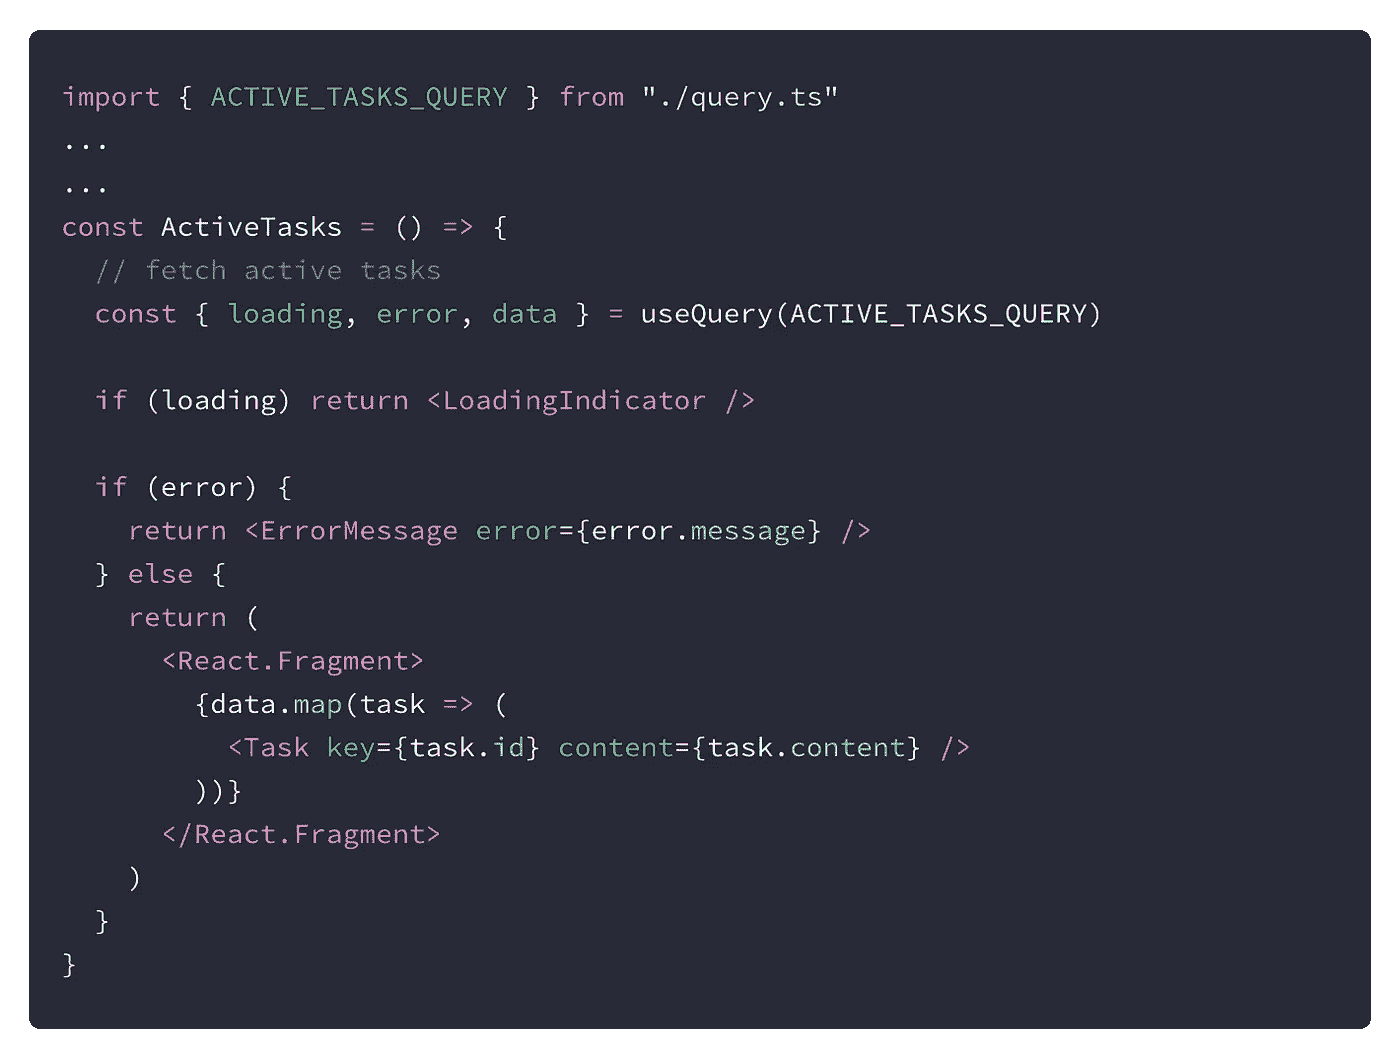 import { ACTIVE_TASKS_QUERY } from "./query.ts"
...
...
const ActiveTasks = () => {
  // fetch active tasks
  const { loading, error, data } = useQuery(ACTIVE_TASKS_QUERY)

  if (loading) return <LoadingIndicator />

  if (error) {
    return <ErrorMessage error={error.message} />
  } else {
    return (
      <React.Fragment>
        {data.map(task => (
          <Task key={task.id} content={task.content} />
        ))}
      </React.Fragment>
    )
  }
}